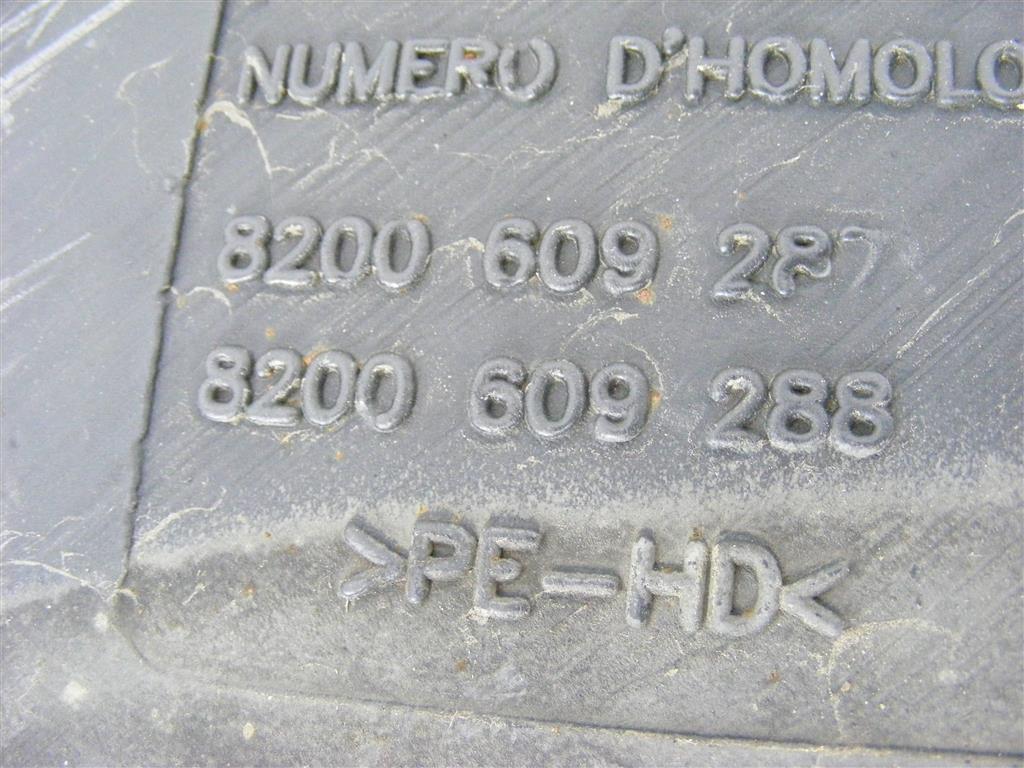 NUMERO D'HOMOLO
8200 609 287
8200 609 288
>PE-HD<